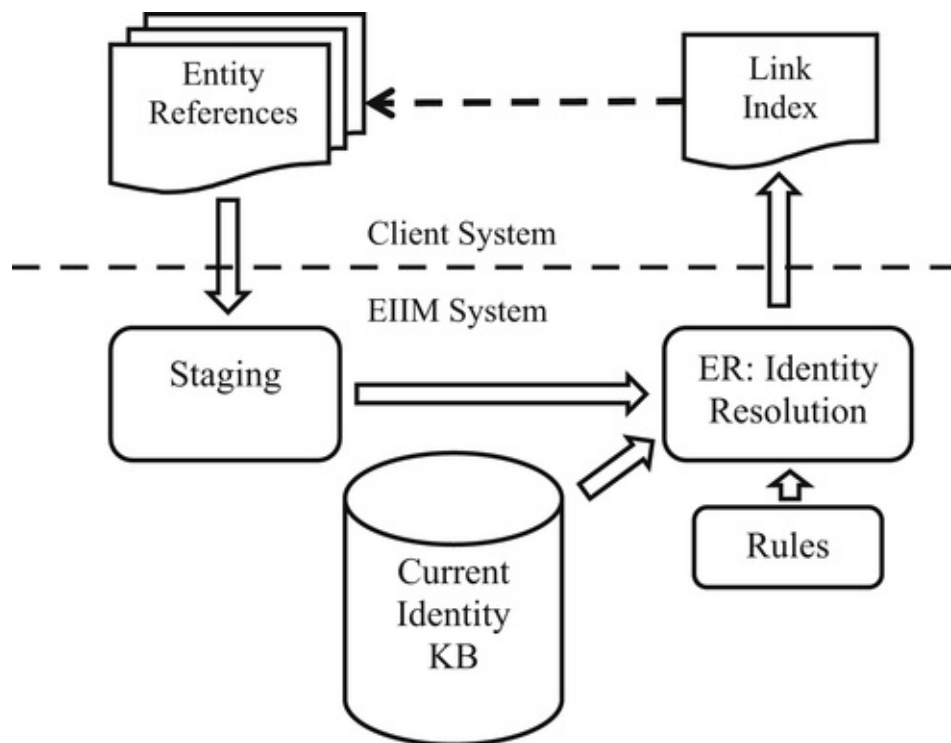 Entity
References
Link
Index
Client System
EIIM System
Staging
ER: Identity
Resolution
Current
Identity
KB
Rules